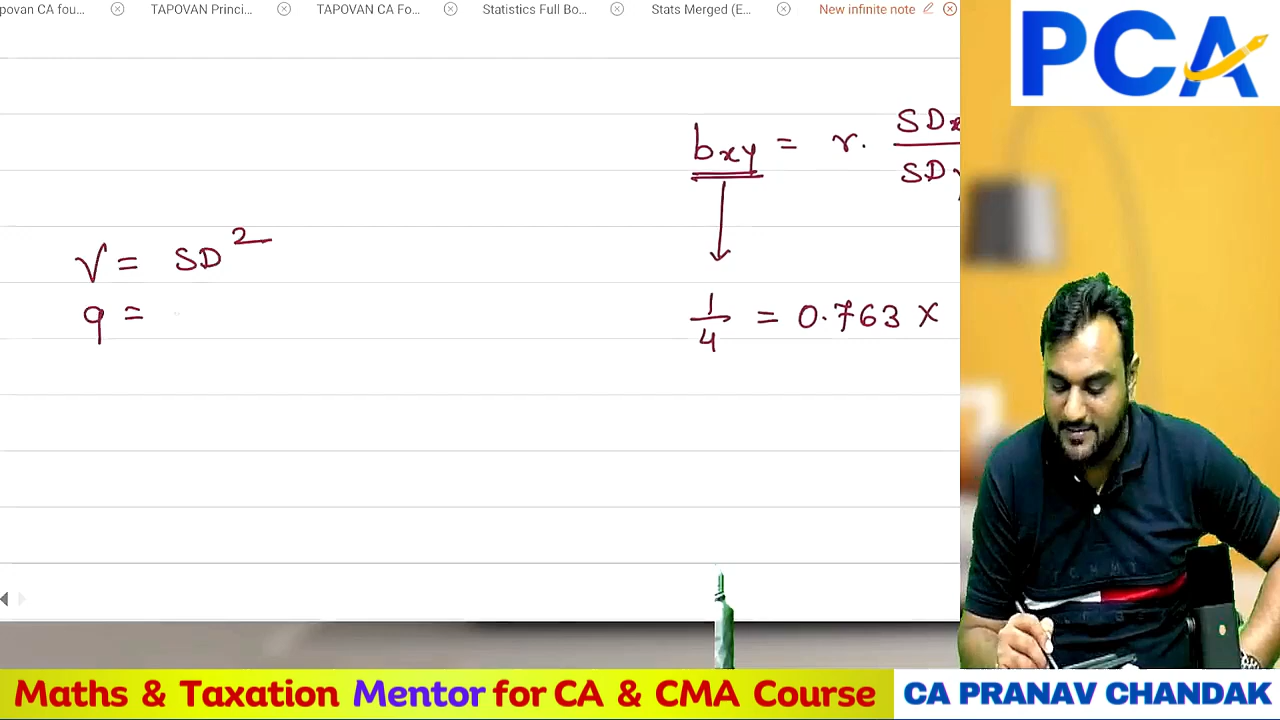 povan CA fou...
TAPOVAN Princi...
TAPOVAN CA Fo...
Statistics Full Bo...
Stats Merged (E...
New infinite note
PCA
bxy = r. SDx
SD
V = SD²
9 =
1/4 = 0.763 ×
Maths & Taxation Mentor for CA & CMA Course
CA PRANAV CHANDAK